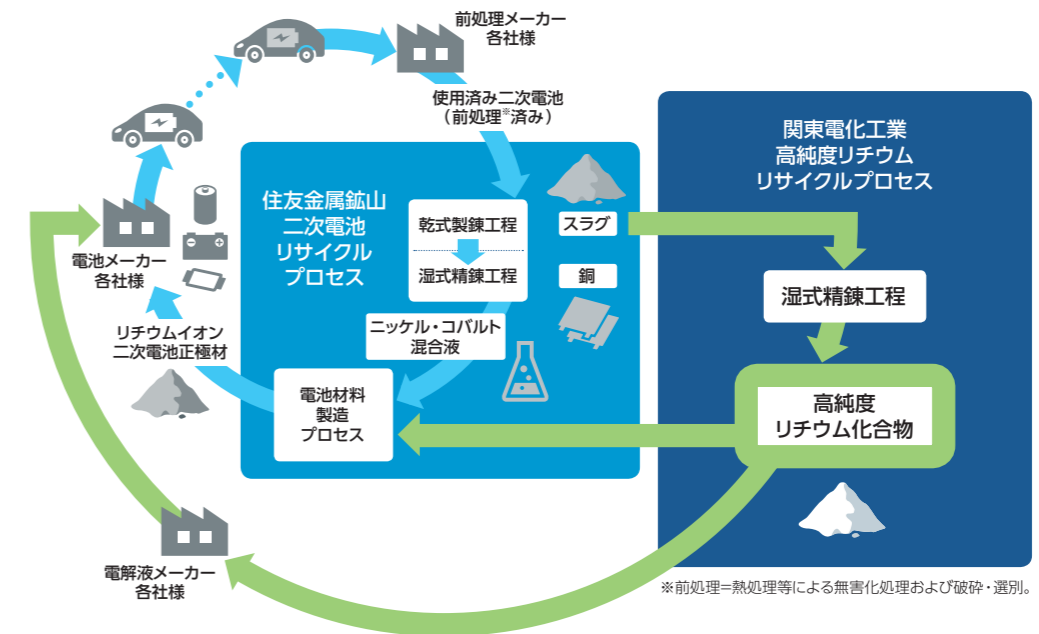 前処理メーカー
各社様
使用済み二次電池
（前処理※済み）
住友金属鉱山
二次電池
リサイクル
プロセス
乾式製錬工程
湿式精錬工程
スラグ
銅
ニッケル・コバルト
混合液
電池材料
製造
プロセス
電池メーカー
各社様
リチウムイオン
二次電池正極材
電解液メーカー
各社様
関東電化工業
高純度リチウム
リサイクルプロセス
湿式精錬工程
高純度
リチウム化合物
※前処理=熱処理等による無害化処理および破砕・選別。